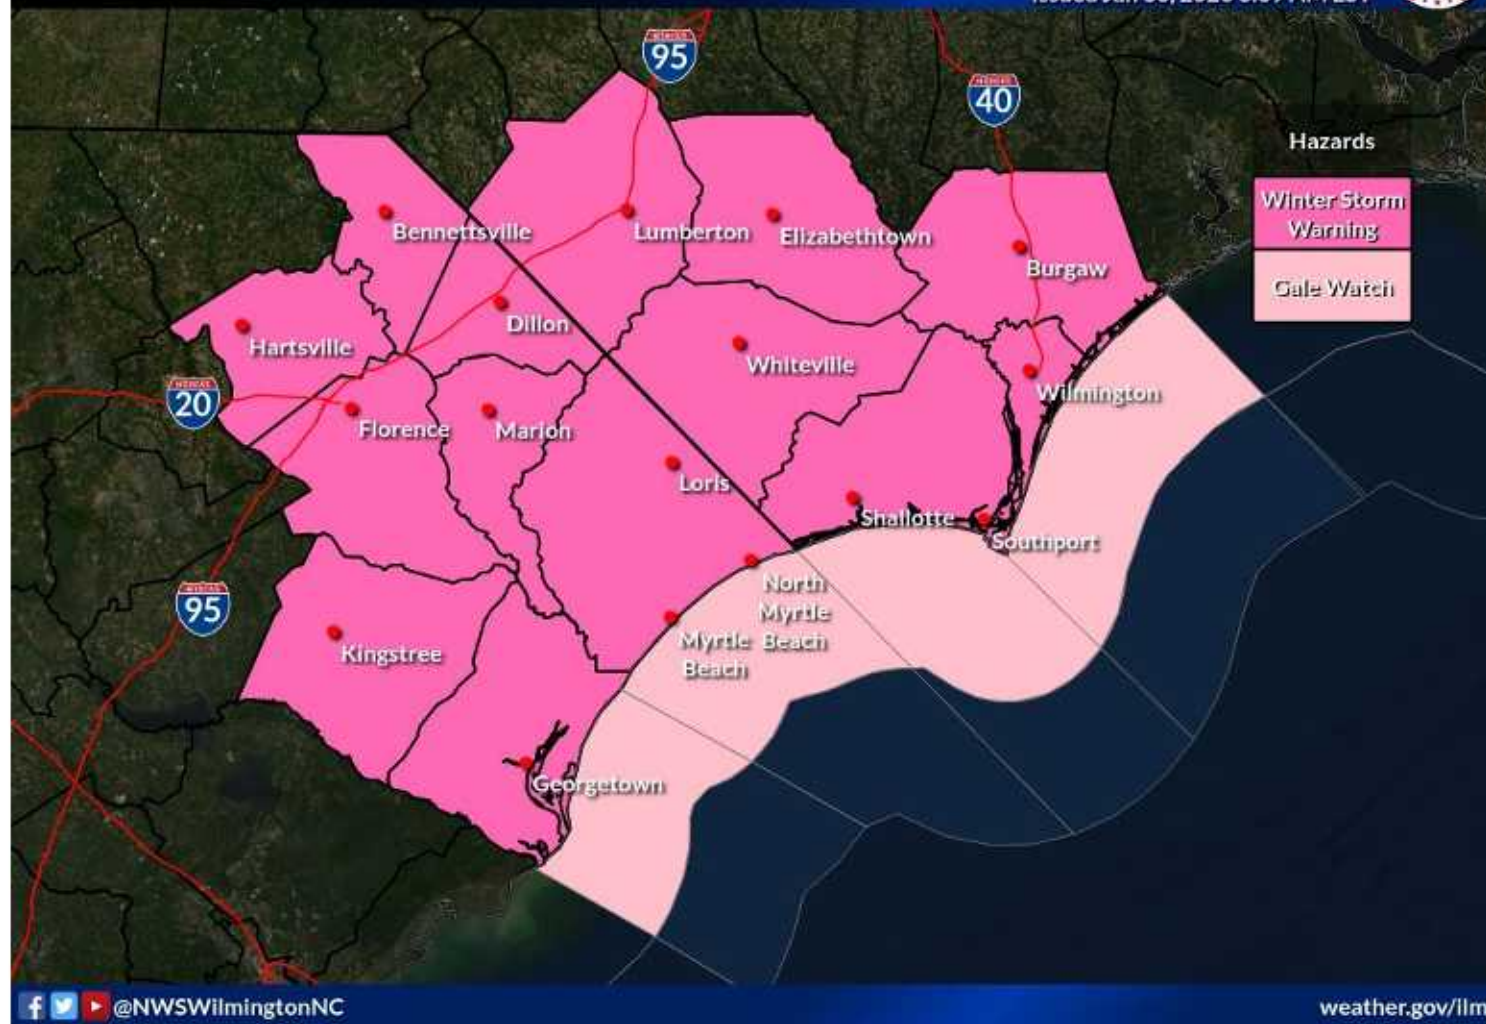 95
40
Hazards
Winter Storm
Warning
Gale Watch
Bennettsville
Lumberton
Elizabethtown
Burgaw
Dillon
Hartsville
Whiteville
20
Wilmington
Florence
Marion
Loris
Shallotte
Southport
95
North
Myrtle
Beach
Myrtle
Beach
Kingstree
Georgetown
@NWSWilmingtonNC
weather.gov/ilm